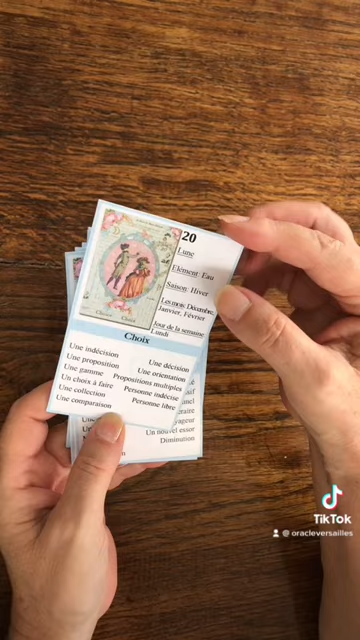 20
Lune
Elément: Eau
Saison: Hiver
Les mois: Décembre,
Janvier, Février
Jour de la semaine
Lundi
Choix Choix
Choix
Une indécision
Une proposition
Une gamme
Un choix à faire
Une collection
Une comparaison
Une décision
Une orientation
Propositions multiples
Personne indécise
Personne libre
Un nouvel essor
Diminution
TikTok
@ oracleversailles